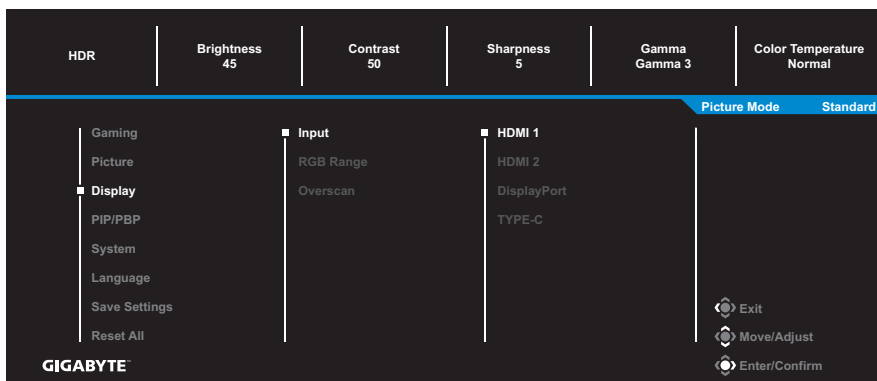 HDR
Brightness
45
Contrast
50
Sharpness
5
Gamma
Gamma 3
Color Temperature
Normal
Picture Mode Standard
Gaming
Picture
Display
PIP/PBP
System
Language
Save Settings
Reset All
Input
RGB Range
Overscan
HDMI 1
HDMI 2
DisplayPort
TYPE-C
Exit
Move/Adjust
Enter/Confirm
GIGABYTE™